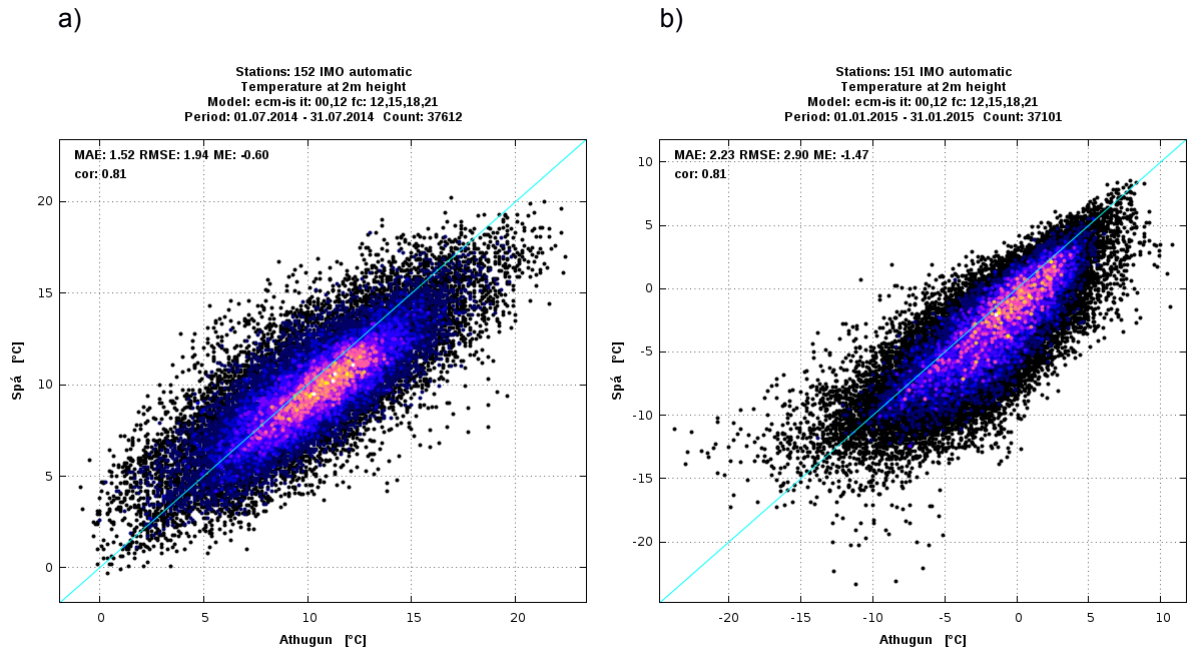 a)
Stations: 152 IMO automatic
Temperature at 2m height
Model: ecm-is it: 00,12 fc: 12,15,18,21
Period: 01.07.2014 - 31.07.2014 Count: 37612
MAE: 1.52 RMSE: 1.94 ME: -0.60
cor: 0.81
20
15
10
5
0
Spá [°C]
0 5 10 15 20
Athugun [°C]
b)
Stations: 151 IMO automatic
Temperature at 2m height
Model: ecm-is it: 00,12 fc: 12,15,18,21
Period: 01.01.2015 - 31.01.2015 Count: 37101
MAE: 2.23 RMSE: 2.90 ME: -1.47
cor: 0.81
10
5
0
-5
-10
-15
-20
Spá [°C]
-20 -15 -10 -5 0 5 10
Athugun [°C]